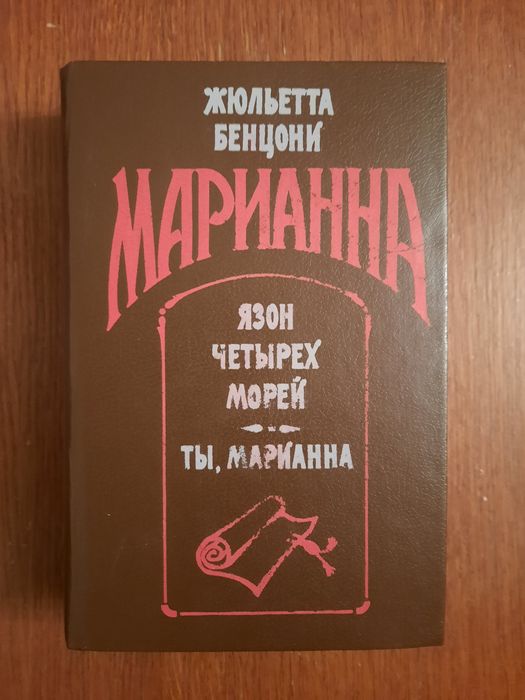 ЖЮЛЬЕТТА
БЕНЦОНИ
МАРИАННА
ЯЗОН
ЧЕТЫРЕХ
МОРЕЙ
ТЫ, МАРИАННА